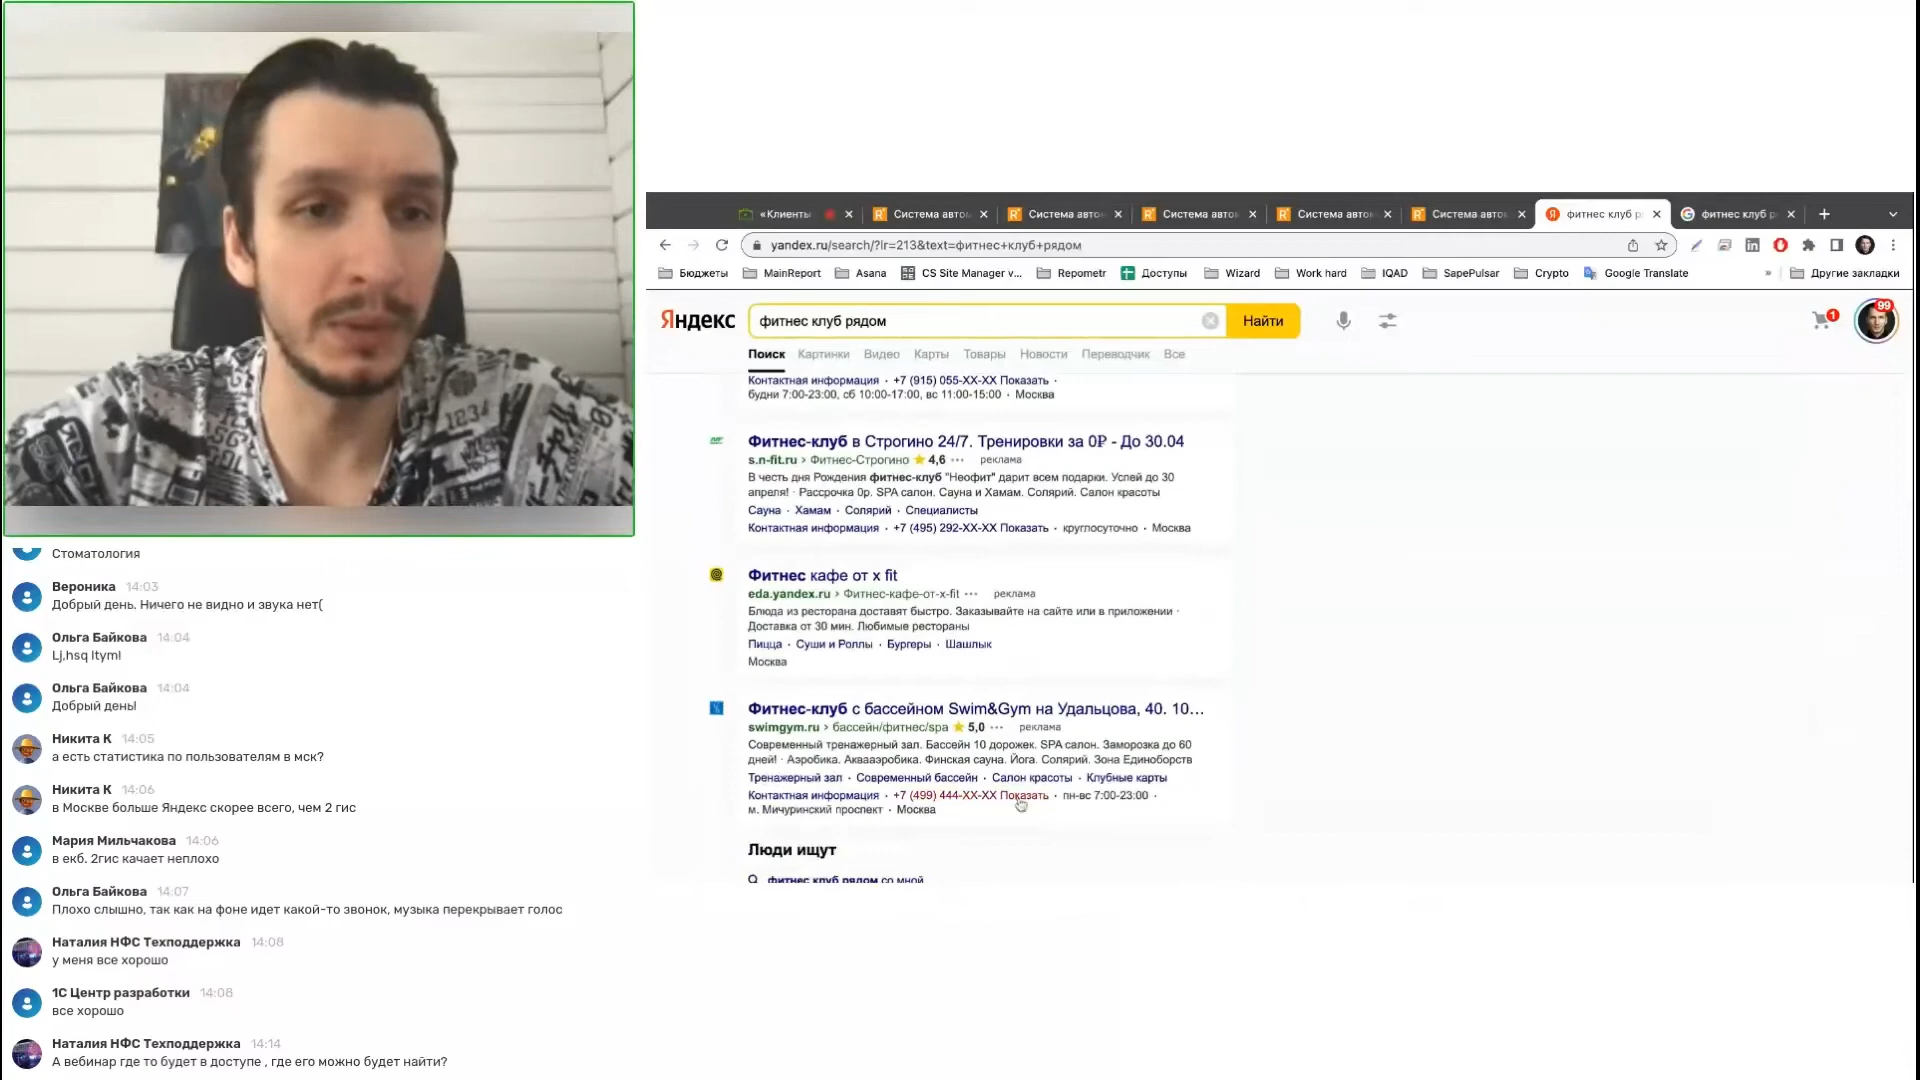 Стоматология
Вероника 14:03
Добрый день. Ничего не видно и звука нет(
Ольга Байкова 14:04
Lj,hsq ltym!
Ольга Байкова 14:04
Добрый день!
Никита К 14:05
а есть статистика по пользователям в мск?
Никита К 14:06
в Москве больше Яндекс скорее всего, чем 2 гис
Мария Мильчакова 14:06
в екб. 2гис качает неплохо
Ольга Байкова 14:07
Плохо слышно, так как на фоне идет какой-то звонок, музыка перекрывает голос
Наталия НФС Техподдержка 14:08
у меня все хорошо
1С Центр разработки 14:08
все хорошо
Наталия НФС Техподдержка 14:14
А вебинар где то будет в доступе , где его можно будет найти?
«Клиенты Система автом Система автом Система автом Система автом Система автом фитнес клуб р фитнес клуб р
yandex.ru/search/?lr=213&text=фитнес+клуб+рядом
Бюджеты MainReport Asana CS Site Manager v... Repometr Доступы Wizard Work hard IQAD SapePulsar Crypto Google Translate » Другие закладки
Яндекс фитнес клуб рядом Найти 1 99
Поиск Картинки Видео Карты Товары Новости Переводчик Все
Контактная информация · +7 (915) 055-XX-XX Показать ·
будни 7:00-23:00, сб 10:00-17:00, вс 11:00-15:00 · Москва
Фитнес-клуб в Строгино 24/7. Тренировки за 0₽ - До 30.04
s.n-fit.ru › Фитнес-Строгино 4,6 ··· реклама
В честь дня Рождения фитнес-клуб "Неофит" дарит всем подарки. Успей до 30
апреля! · Рассрочка 0р. SPA салон. Сауна и Хамам. Солярий. Салон красоты
Сауна · Хамам · Солярий · Специалисты
Контактная информация · +7 (495) 292-XX-XX Показать · круглосуточно · Москва
Фитнес кафе от x fit
eda.yandex.ru › Фитнес-кафе-от-x-fit ··· реклама
Блюда из ресторана доставят быстро. Заказывайте на сайте или в приложении ·
Доставка от 30 мин. Любимые рестораны
Пицца · Суши и Роллы · Бургеры · Шашлык
Москва
Фитнес-клуб с бассейном Swim&Gym на Удальцова, 40. 10...
swimgym.ru › бассейн/фитнес/spa 5,0 ··· реклама
Современный тренажерный зал. Бассейн 10 дорожек. SPA салон. Заморозка до 60
дней! · Аэробика. Аквааэробика. Финская сауна. Йога. Солярий. Зона Единоборств
Тренажерный зал · Современный бассейн · Салон красоты · Клубные карты
Контактная информация · +7 (499) 444-XX-XX Показать · пн-вс 7:00-23:00 ·
м. Мичуринский проспект · Москва
Люди ищут
фитнес клуб рядом со мной